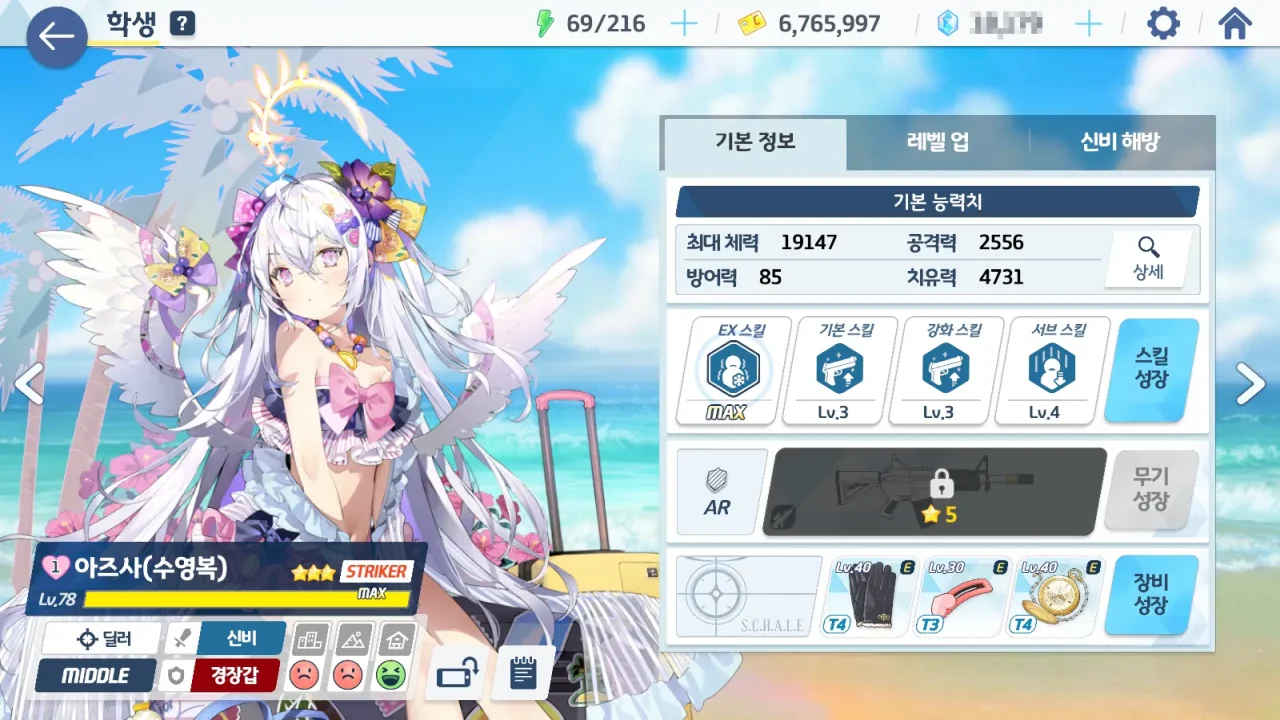 학생 ?
69/216
6,765,997
기본 정보
레벨 업
신비 해방
기본 능력치
최대 체력 19147 공격력 2556
방어력 85 치유력 4731
상세
EX 스킬 기본 스킬 강화 스킬 서브 스킬
MAX Lv.3 Lv.3 Lv.4
스킬
성장
AR
5
무기
성장
S.C.H.A.L.E
Lv.40 E Lv.30 E Lv.40 E
T4 T3 T4
장비
성장
1 아즈사(수영복) STRIKER
Lv.78 MAX
딜러 신비
MIDDLE 경장갑